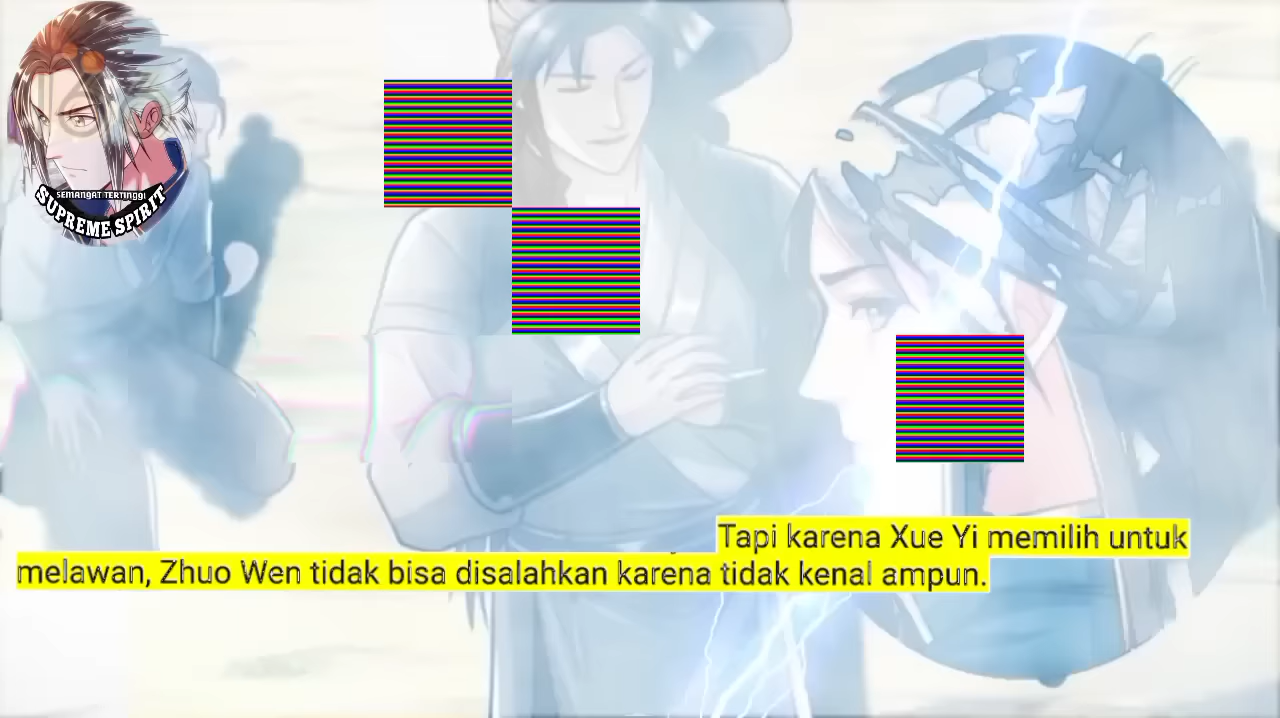 SEMANGAT TERTINGGI
SUPREME SPIRIT
Tapi karena Xue Yi memilih untuk
melawan, Zhuo Wen tidak bisa disalahkan karena tidak kenal ampun.